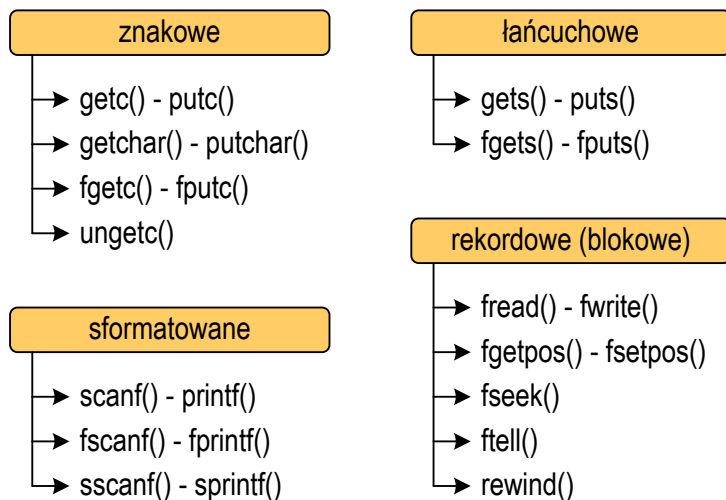 znakowe
getc() - putc()
getchar() - putchar()
fgetc() - fputc()
ungetc()
sformatowane
scanf() - printf()
fscanf() - fprintf()
sscanf() - sprintf()
łańcuchowe
gets() - puts()
fgets() - fputs()
rekordowe (blokowe)
fread() - fwrite()
fgetpos() - fsetpos()
fseek()
ftell()
rewind()